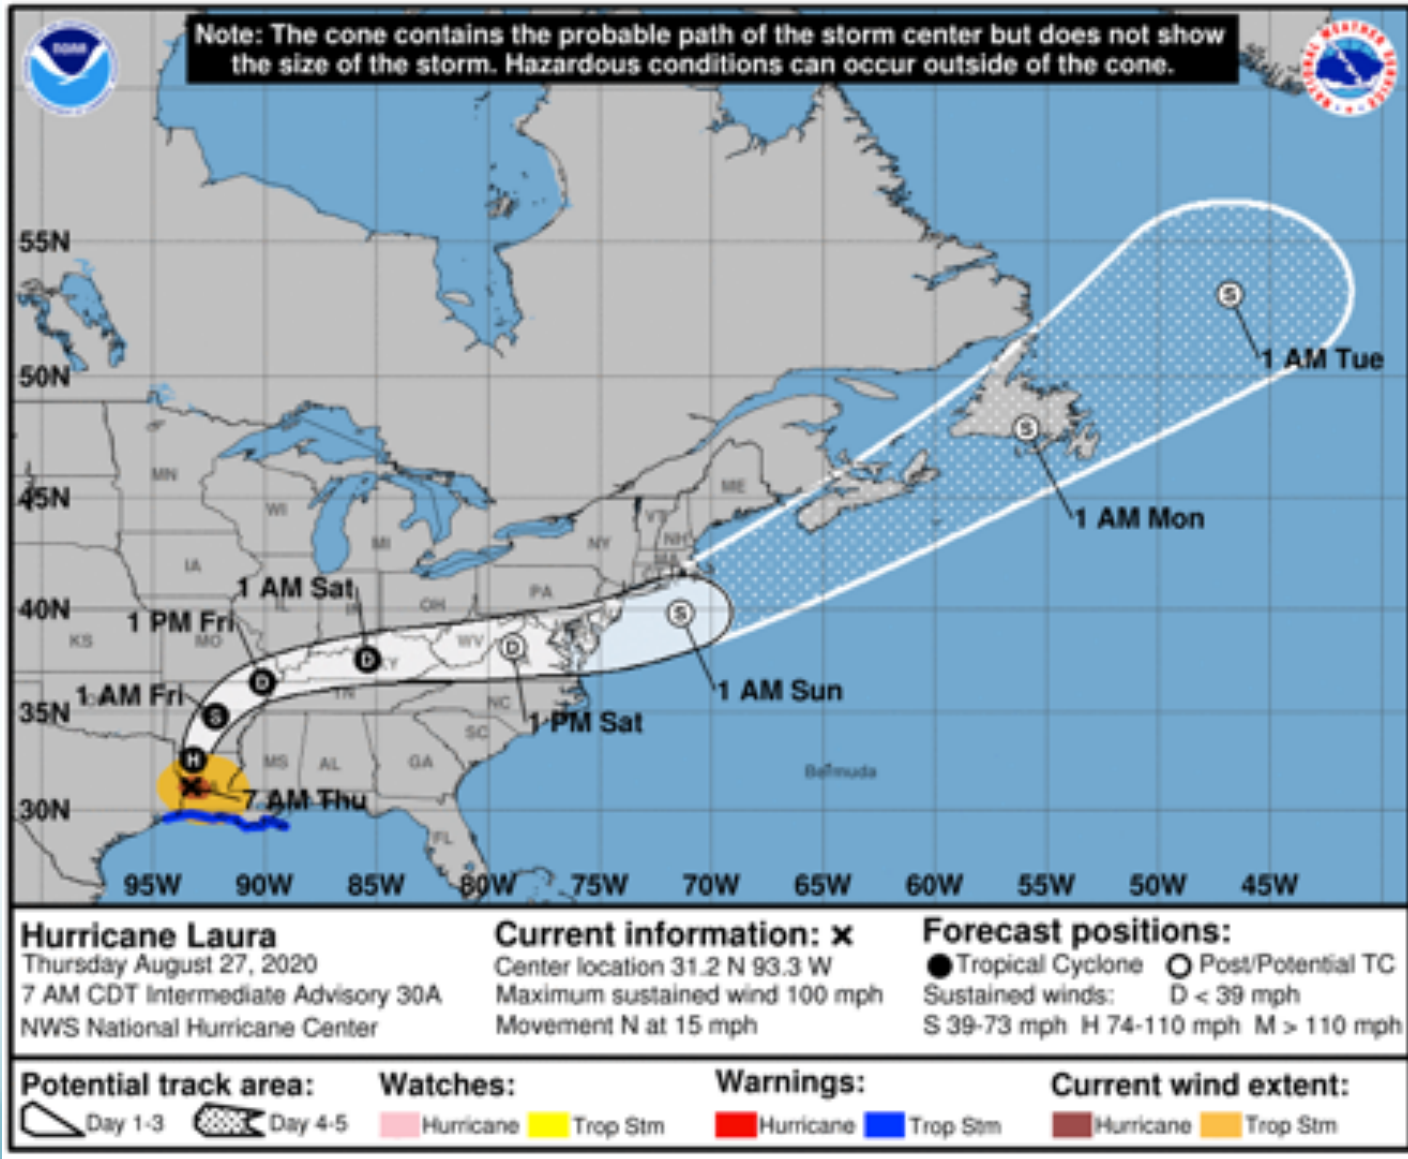 Note: The cone contains the probable path of the storm center but does not show
the size of the storm. Hazardous conditions can occur outside of the cone.
NOAA
NATIONAL WEATHER SERVICE
55N
1 AM Tue
50N
1 AM Mon
45N
MN
WI
MI
ME
VT
NH
NY
MA
IA
1 AM Sat
PA
OH
IL
40N
1 PM Fri
KS
MO
WV
KY
1 AM Sun
1 AM Fri
TN
NC
1 PM Sat
35N
SC
MS
AL
GA
Bermuda
7 AM Thu
30N
FL
S
S
S
D
D
D
S
H
95W 90W 85W 80W 75W 70W 65W 60W 55W 50W 45W
Hurricane Laura
Thursday August 27, 2020
7 AM CDT Intermediate Advisory 30A
NWS National Hurricane Center
Current information: x
Center location 31.2 N 93.3 W
Maximum sustained wind 100 mph
Movement N at 15 mph
Forecast positions:
Tropical Cyclone Post/Potential TC
Sustained winds: D < 39 mph
S 39-73 mph H 74-110 mph M > 110 mph
Potential track area:
Day 1-3 Day 4-5
Watches:
Hurricane Trop Stm
Warnings:
Hurricane Trop Stm
Current wind extent:
Hurricane Trop Stm